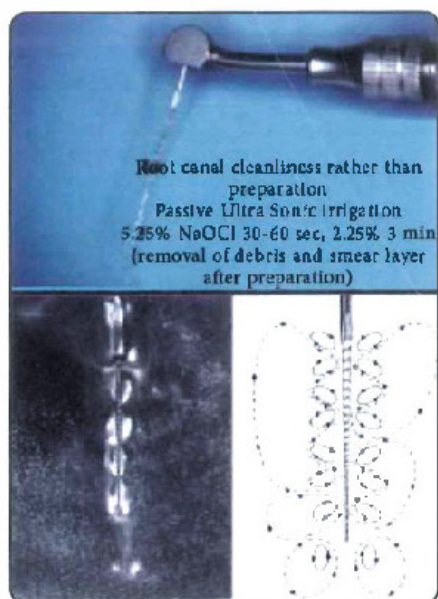 Root canal cleanliness rather than
preparation
Passive Ultra Sonic irrigation
5.25% NaOCl 30-60 sec, 2.25% 3 min
(removal of debris and smear layer
after preparation)